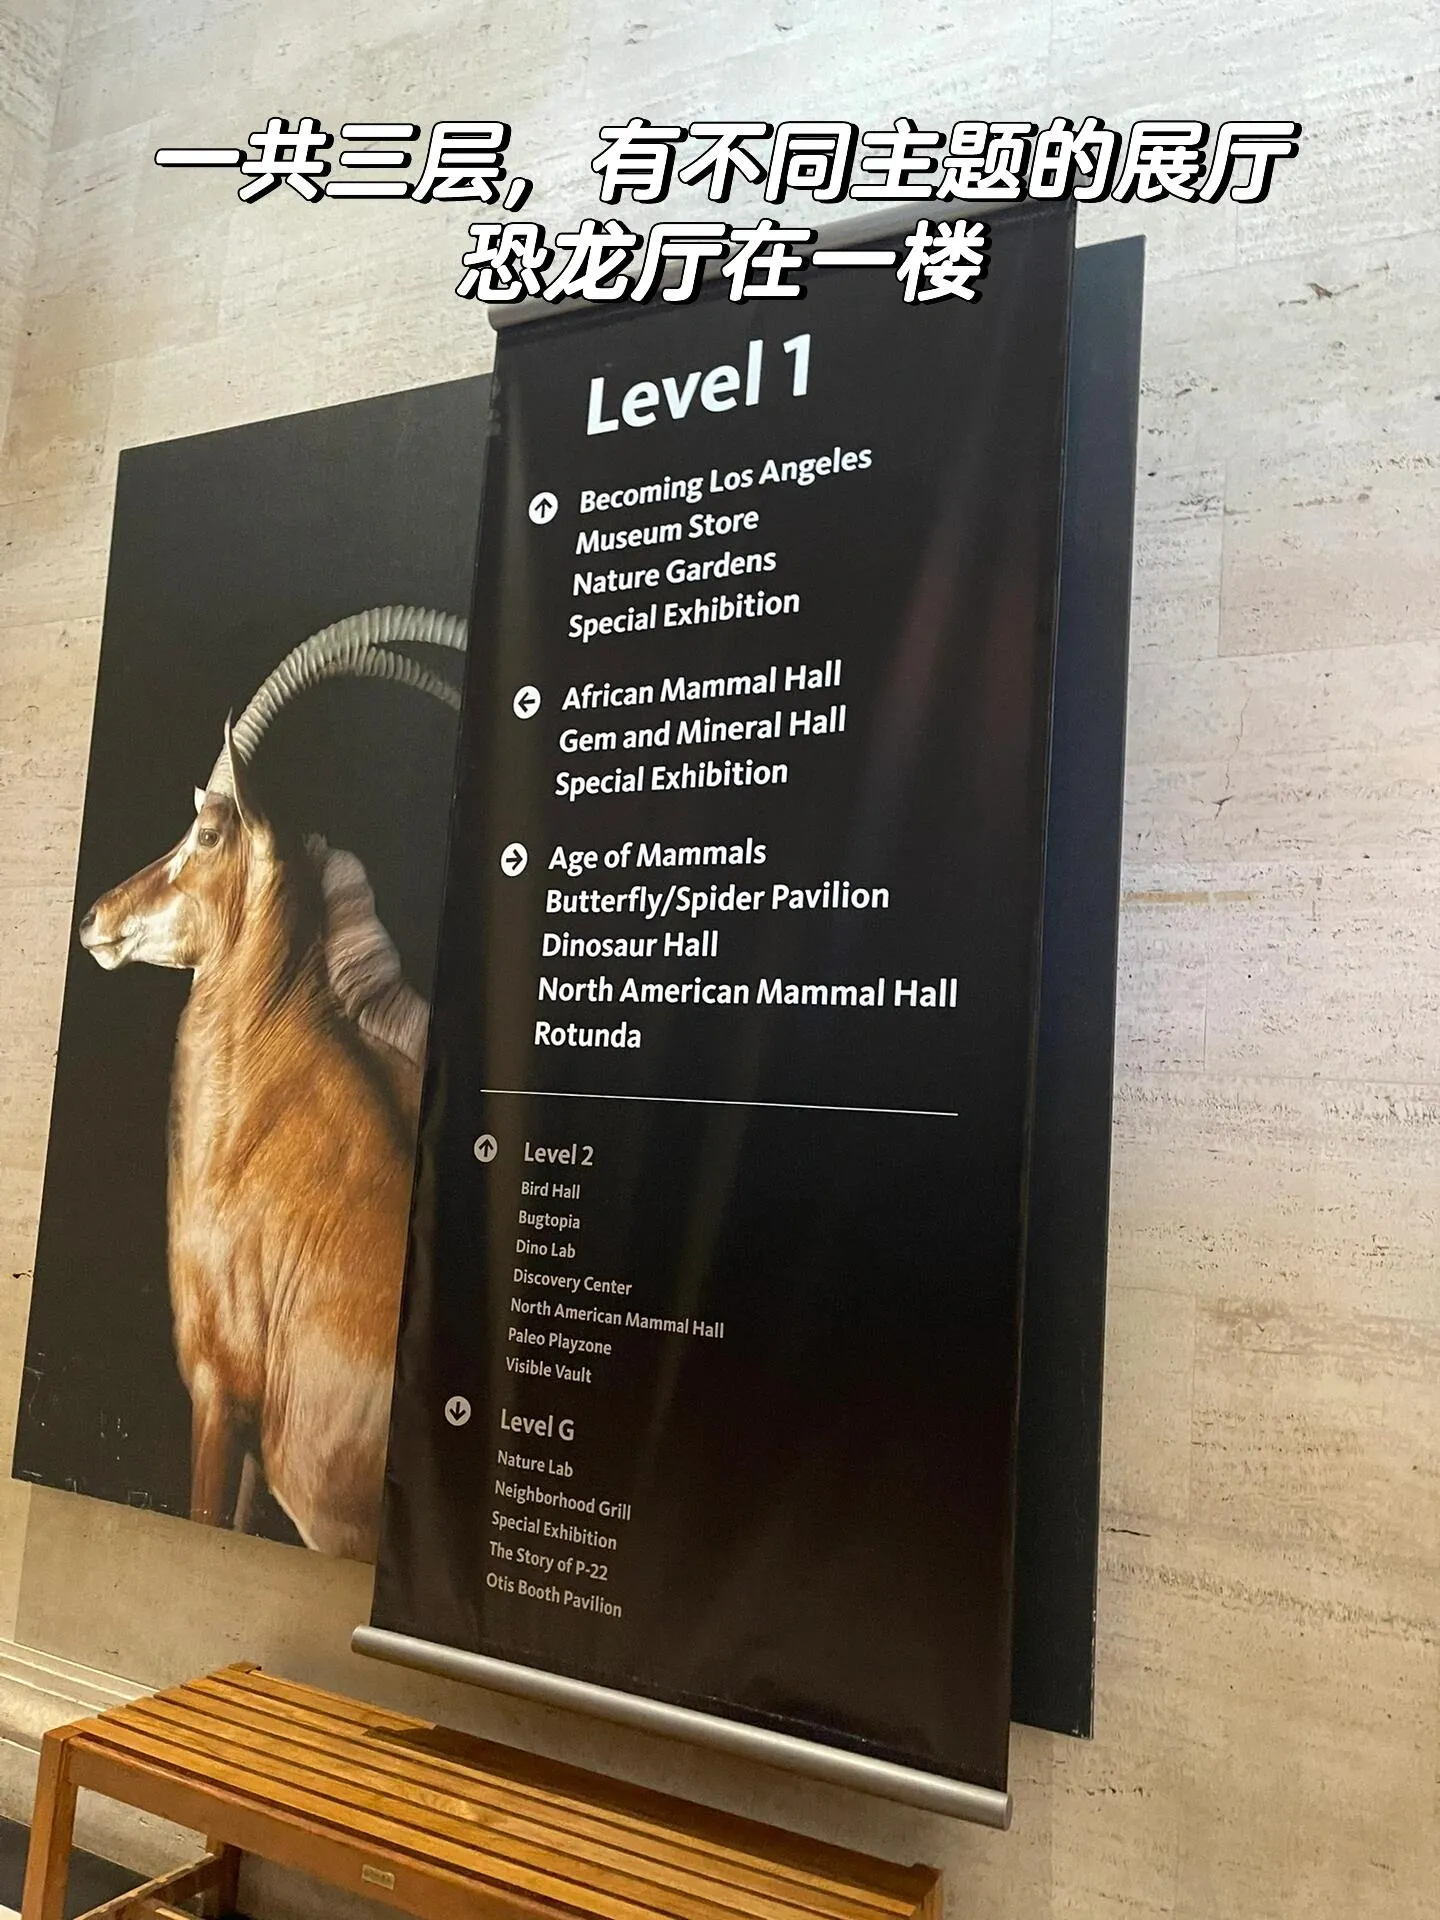 一共三层，有不同主题的展厅
恐龙厅在一楼
Level 1
Becoming Los Angeles
Museum Store
Nature Gardens
Special Exhibition
African Mammal Hall
Gem and Mineral Hall
Special Exhibition
Age of Mammals
Butterfly/Spider Pavilion
Dinosaur Hall
North American Mammal Hall
Rotunda
Level 2
Bird Hall
Bugtopia
Dino Lab
Discovery Center
North American Mammal Hall
Paleo Playzone
Visible Vault
Level G
Nature Lab
Neighborhood Grill
Special Exhibition
The Story of P-22
Otis Booth Pavilion